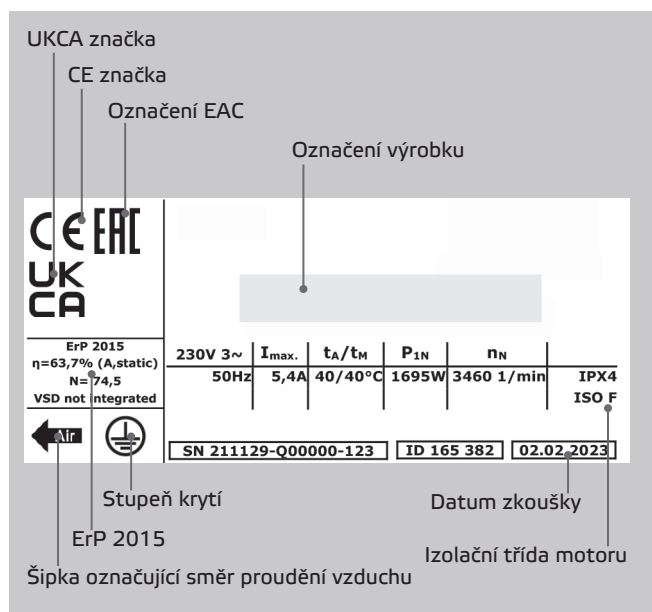 UKCA značka
CE značka
Označení EAC
Označení výrobku
CE EAC
UK
CA
ErP 2015
η=63,7% (A,static)
N= 74,5
VSD not integrated
230V 3~ Imax. tA/tM P1N nN
50Hz 5,4A 40/40°C 1695W 3460 1/min IPX4
ISO F
Air
SN 211129-Q00000-123 ID 165 382 02.02.2023
Stupeň krytí
Datum zkoušky
ErP 2015
Izolační třída motoru
Šipka označující směr proudění vzduchu